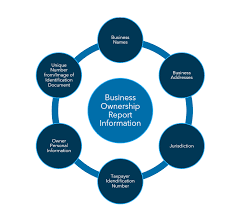 Business
Names
Business
Addresses
Jurisdiction
Taxpayer
Identification
Number
Owner
Personal
Information
Unique
Number
from/Image of
Identification
Document
Business
Ownership
Report
Information